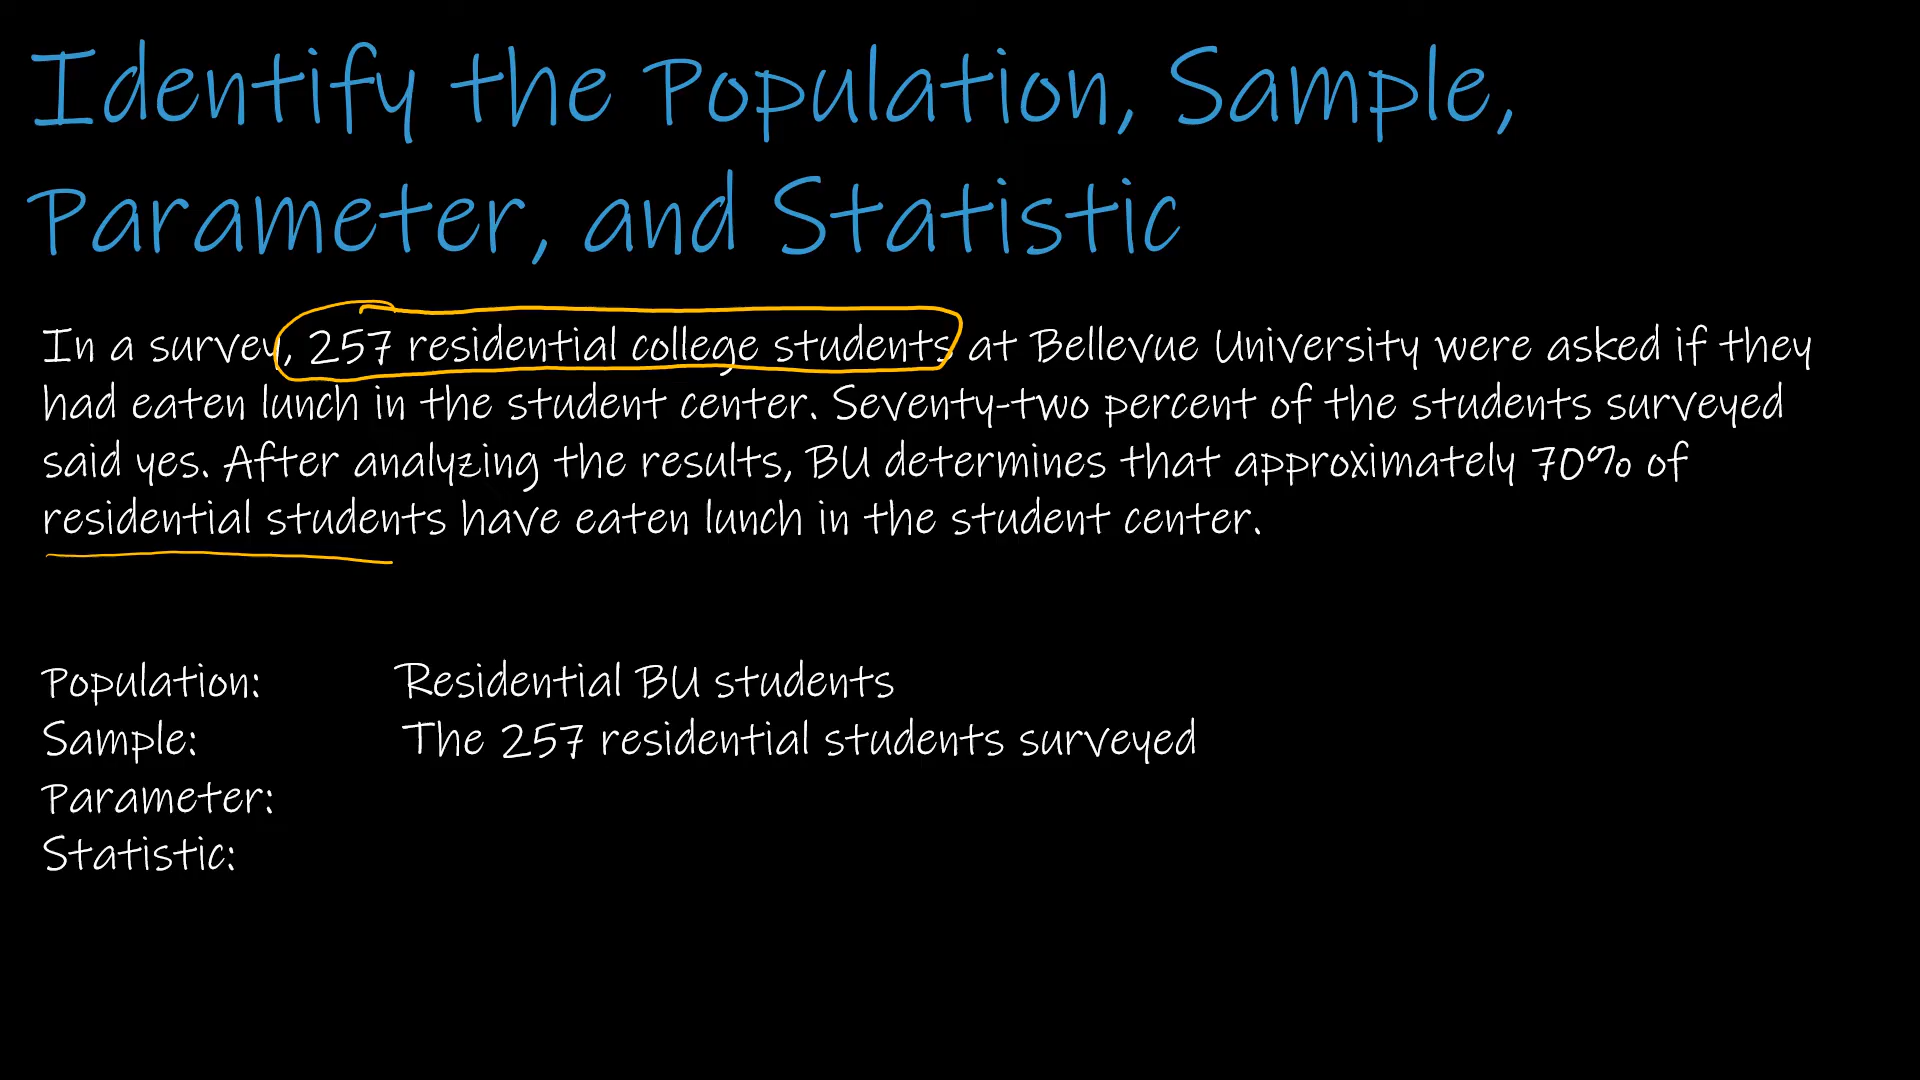 Identify the Population, Sample,
Parameter, and Statistic
In a survey, 257 residential college students at Bellevue University were asked if they
had eaten lunch in the student center. Seventy-two percent of the students surveyed
said yes. After analyzing the results, BU determines that approximately 70% of
residential students have eaten lunch in the student center.
Population: Residential BU students
Sample: The 257 residential students surveyed
Parameter:
Statistic: